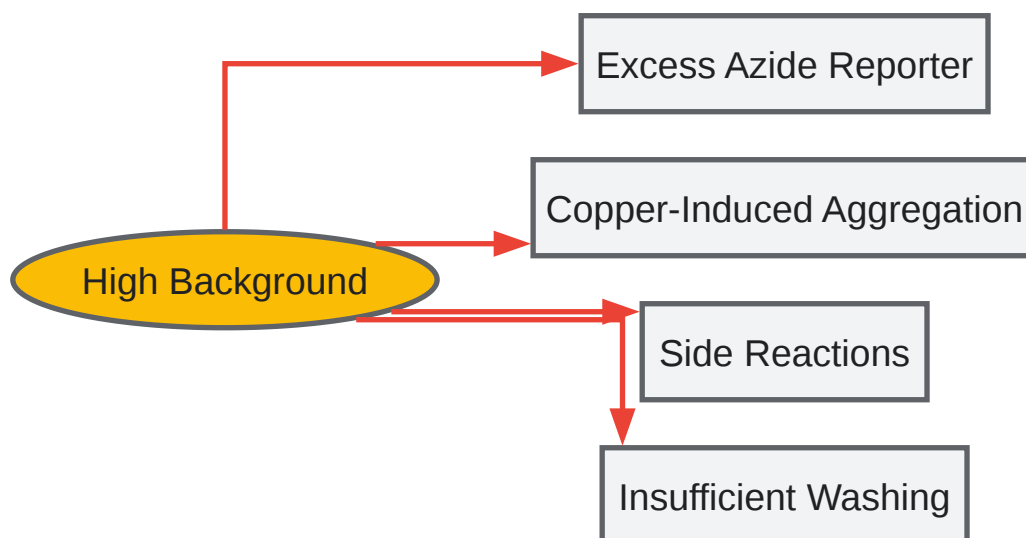 Excess Azide Reporter
Copper-Induced Aggregation
High Background
Side Reactions
Insufficient Washing